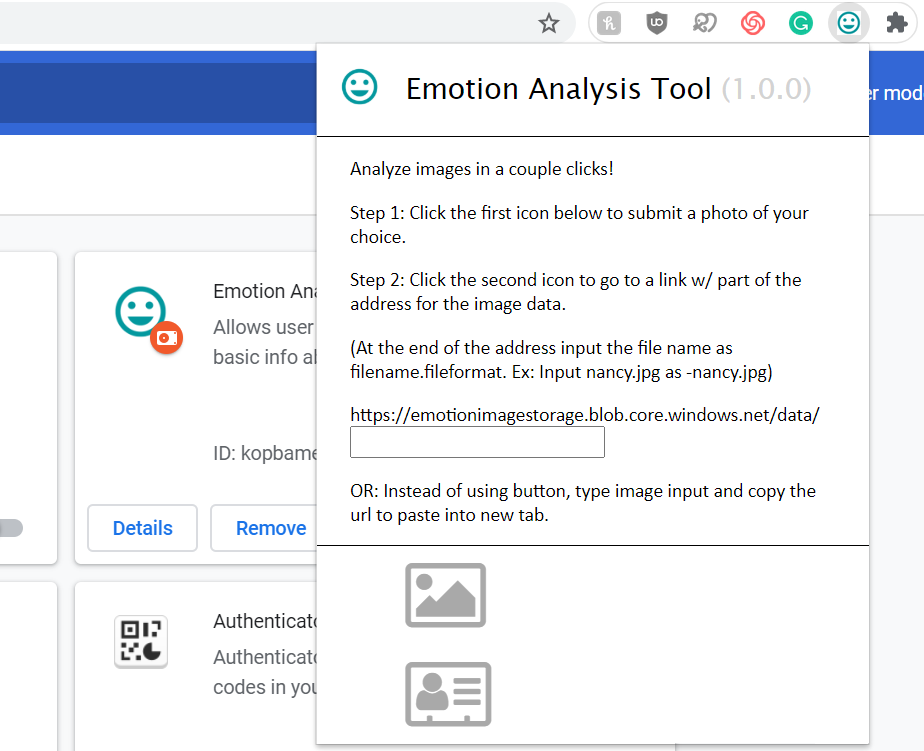 Emotion Analysis Tool (1.0.0)
er mod
Analyze images in a couple clicks!
Step 1: Click the first icon below to submit a photo of your
choice.
Step 2: Click the second icon to go to a link w/ part of the
address for the image data.
(At the end of the address input the file name as
filename.fileformat. Ex: Input nancy.jpg as -nancy.jpg)
https://emotionimagestorage.blob.core.windows.net/data/
OR: Instead of using button, type image input and copy the
url to paste into new tab.
Emotion Ana
Allows user
basic info a
ID: kopbame
Details
Remove
Authenticato
Authenticato
codes in you